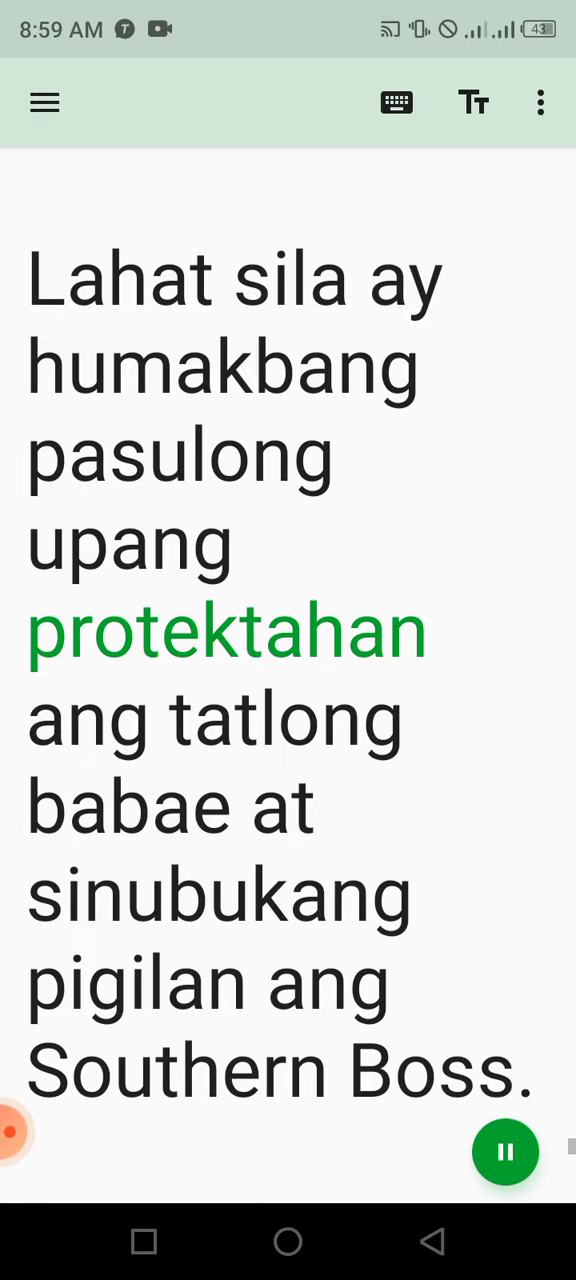 8:59 AM
43
Lahat sila ay
humakbang
pasulong
upang
protektahan
ang tatlong
babae at
sinubukang
pigilan ang
Southern Boss.